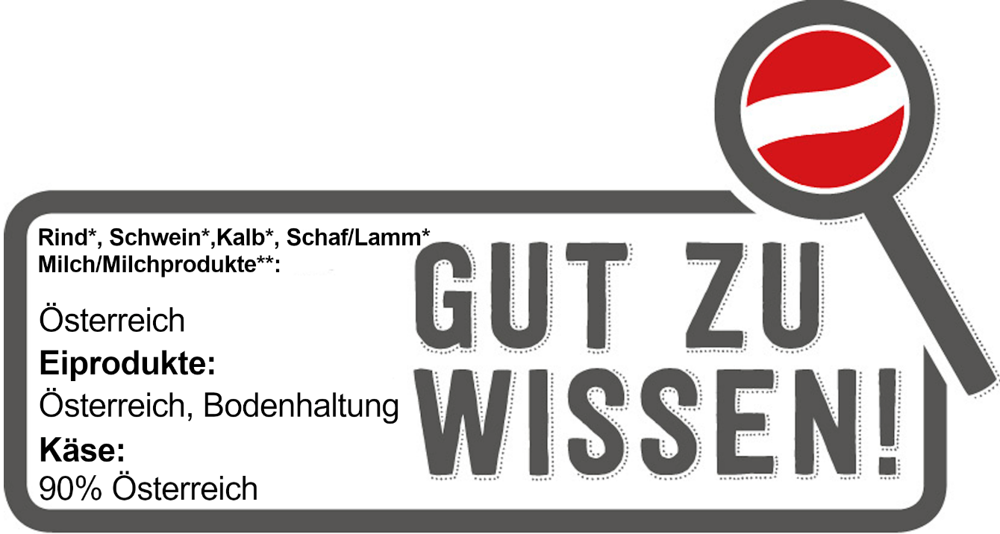 Rind*, Schwein*,Kalb*, Schaf/Lamm*
Milch/Milchprodukte**:
Österreich
Eiprodukte:
Österreich, Bodenhaltung
Käse:
90% Österreich
GUT ZU
WISSEN!